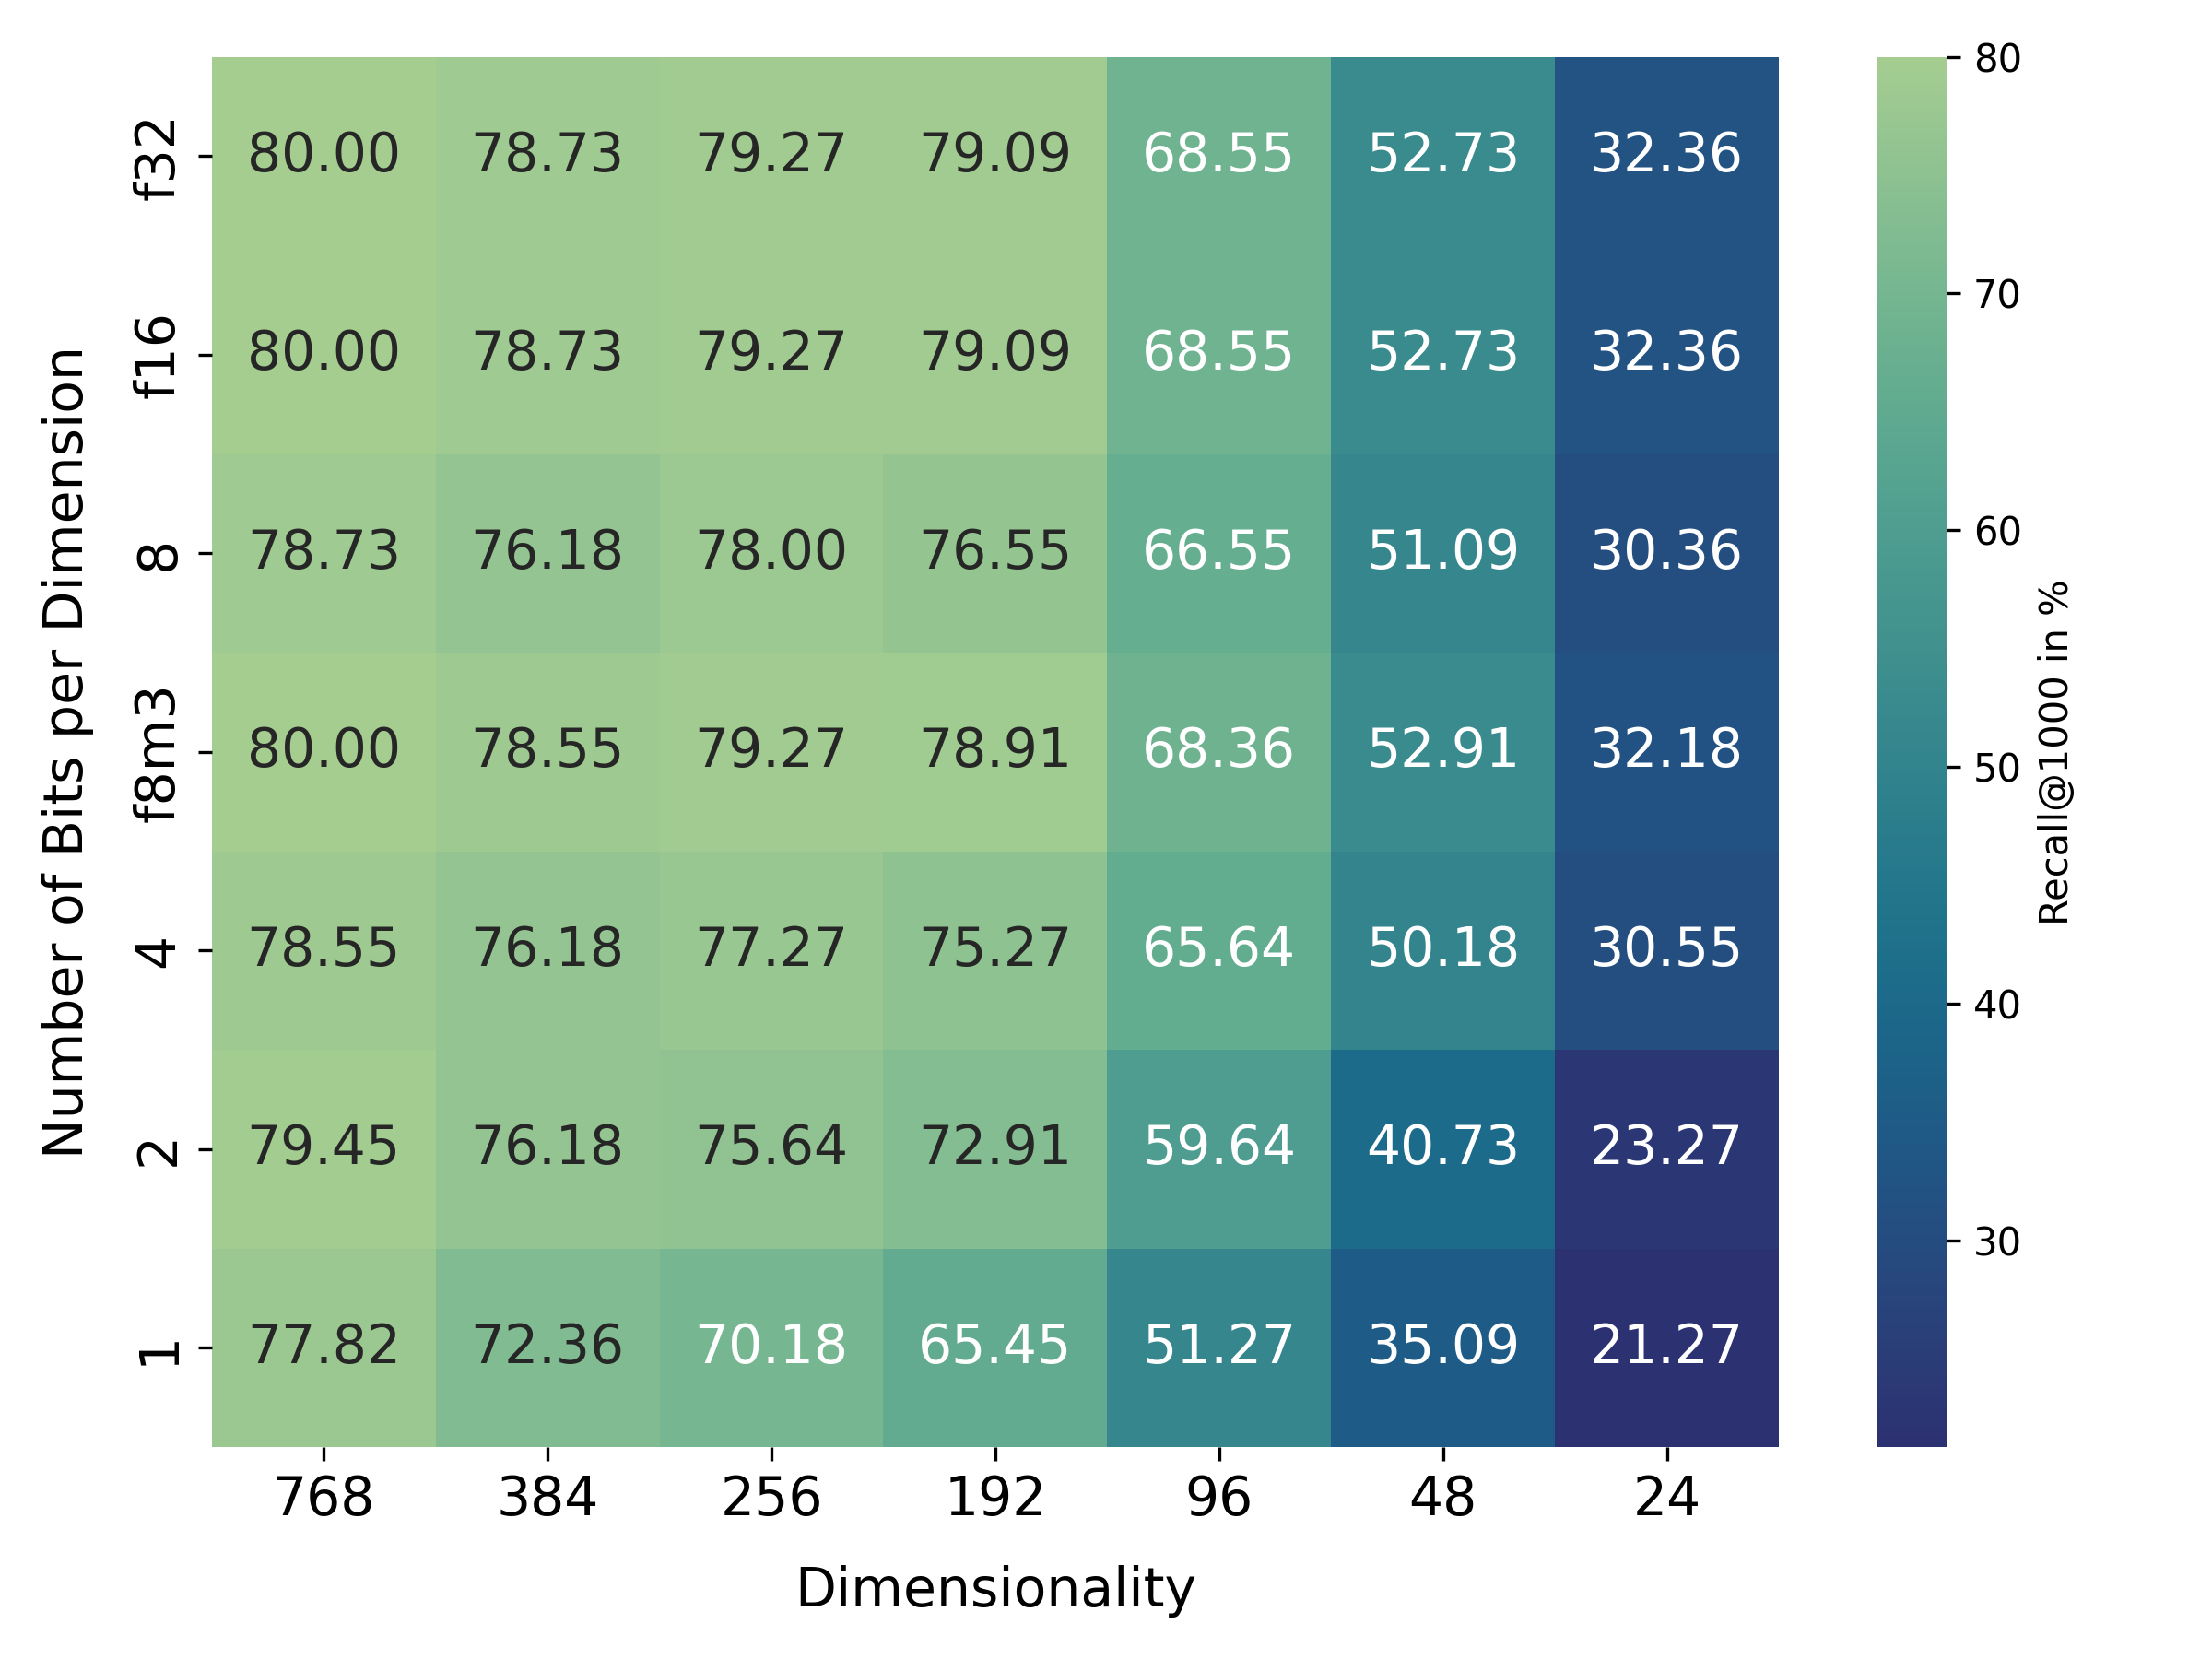 Number of Bits per Dimension
f32 80.00 78.73 79.27 79.09 68.55 52.73 32.36
f16 80.00 78.73 79.27 79.09 68.55 52.73 32.36
8 78.73 76.18 78.00 76.55 66.55 51.09 30.36
f8m3 80.00 78.55 79.27 78.91 68.36 52.91 32.18
4 78.55 76.18 77.27 75.27 65.64 50.18 30.55
2 79.45 76.18 75.64 72.91 59.64 40.73 23.27
1 77.82 72.36 70.18 65.45 51.27 35.09 21.27
768 384 256 192 96 48 24
Dimensionality
80
70
60
50
40
30
Recall@1000 in %